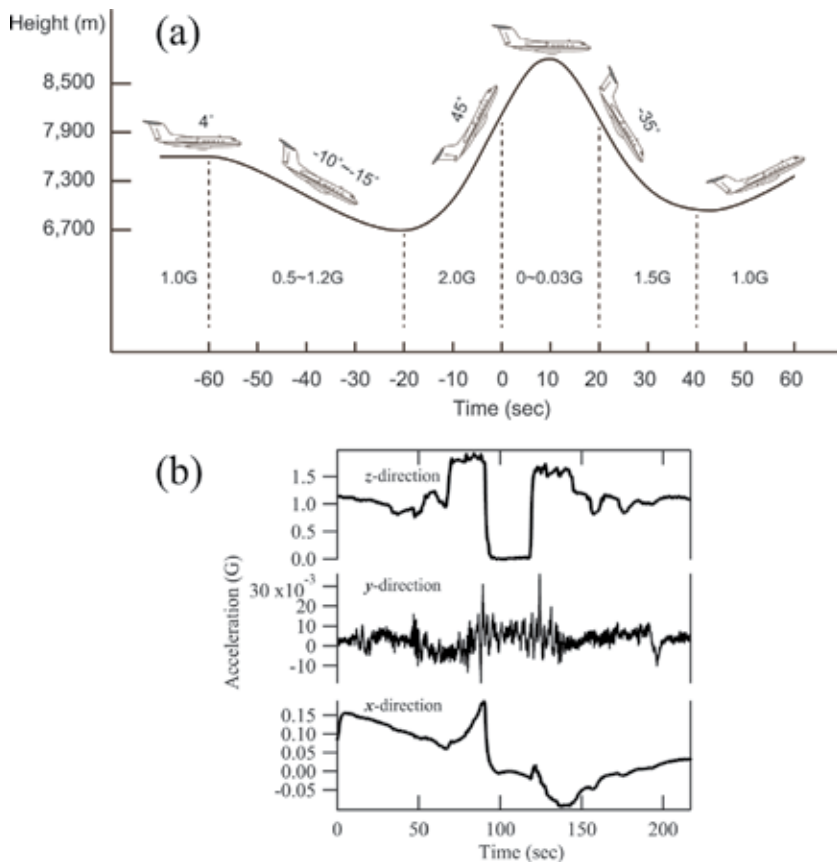 Height (m)
(a)
8,500
7,900
7,300
6,700
4°
-10°~-15°
45°
-35°
1.0G 0.5~1.2G 2.0G 0~0.03G 1.5G 1.0G
-60 -50 -40 -30 -20 -10 0 10 20 30 40 50 60
Time (sec)
(b)
Acceleration (G)
z-direction
1.5
1.0
0.5
0.0
y-direction
30 x10⁻³
20
10
0
-10
x-direction
0.15
0.10
0.05
0.00
-0.05
0 50 100 150 200
Time (sec)